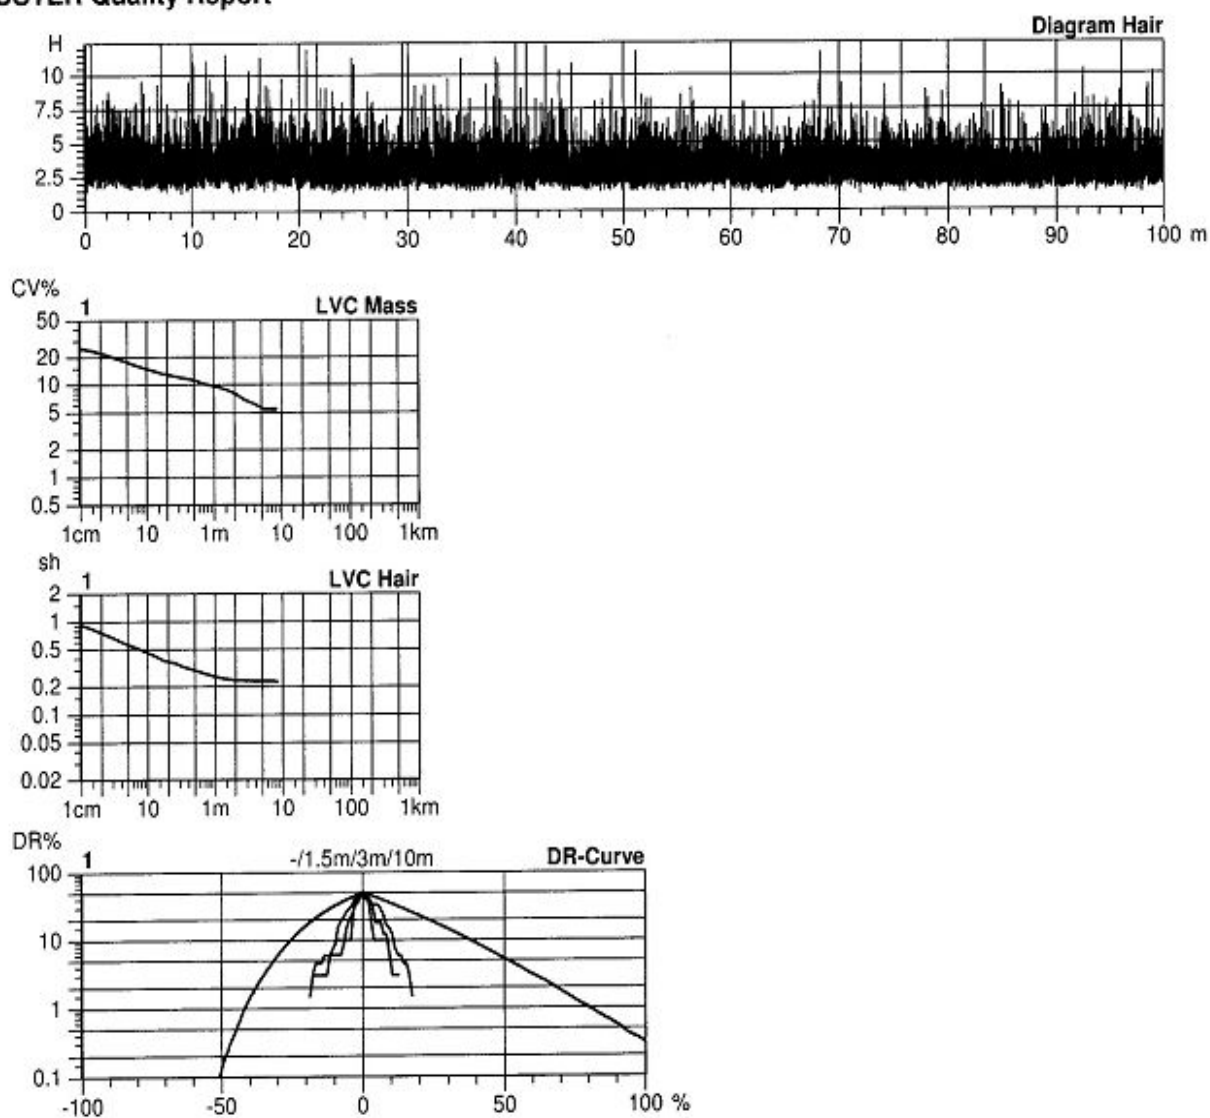 Quality Report
Diagram Hair
H
10
7.5
5
2.5
0
0 10 20 30 40 50 60 70 80 90 100 m
CV%
1 LVC Mass
50
20
10
5
2
1
0.5
1cm 10 1m 10 100 1km
sh
1 LVC Hair
2
1
0.5
0.2
0.1
0.05
0.02
1cm 10 1m 10 100 1km
DR%
1 -/1.5m/3m/10m DR-Curve
100
10
1
0.1
-100 -50 0 50 100 %